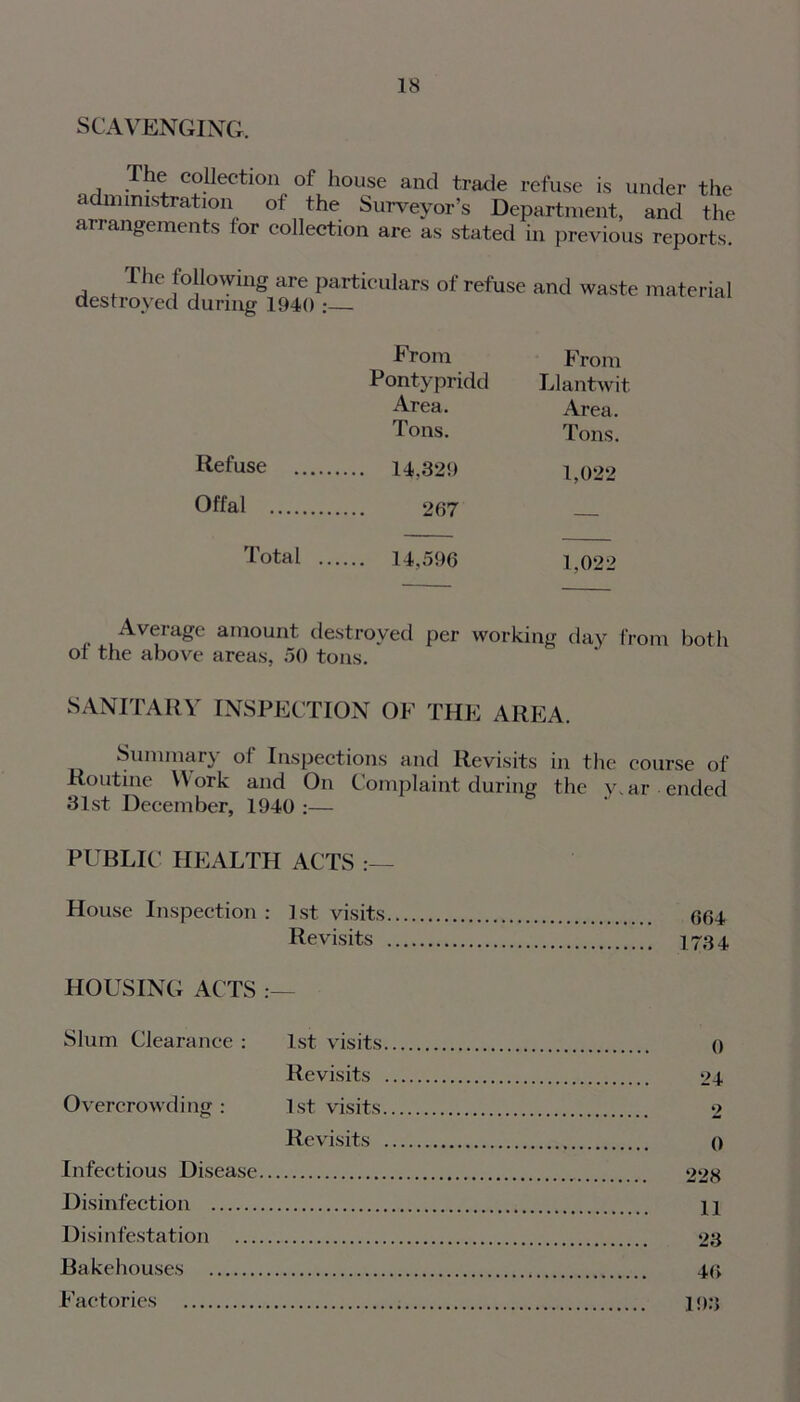 18
SCAVENGING.
The collection of house and trade refuse is under the
administration of the Surveyor's Department, and the
arrangements for collection are as stated in previous reports.
The following are particulars of refuse and waste material
destroyed during 1940 :—
From From
Pontypridd Llantwit
Area. Area.
Tons. Tons.
Refuse .......... 14,329 1,022
Offal ............. 267 —
Total ...... 14,596 1,022
Average amount destroyed per working day from both
of the above areas, 50 tons.
SANITARY INSPECTION OF THE AREA.
Summary of Inspections and Revisits in the course of
Routine Work and On Complaint during the y.ar ended
31st December, 1940 :—
PUBLIC HEALTH ACTS :—
House Inspection : 1st visits................................ 664
Revisits ................................ 1734
HOUSING ACTS :—
Slum Clearance : 1st visits................................ 0
Revisits ................................ 24
Overcrowding : 1st visits................................ 2
Revisits ................................ 0
Infectious Disease................................ 228
Disinfection ................................ 11
Disinfestation ................................ 23
Bakehouses ................................ 46
Factories ................................ 193